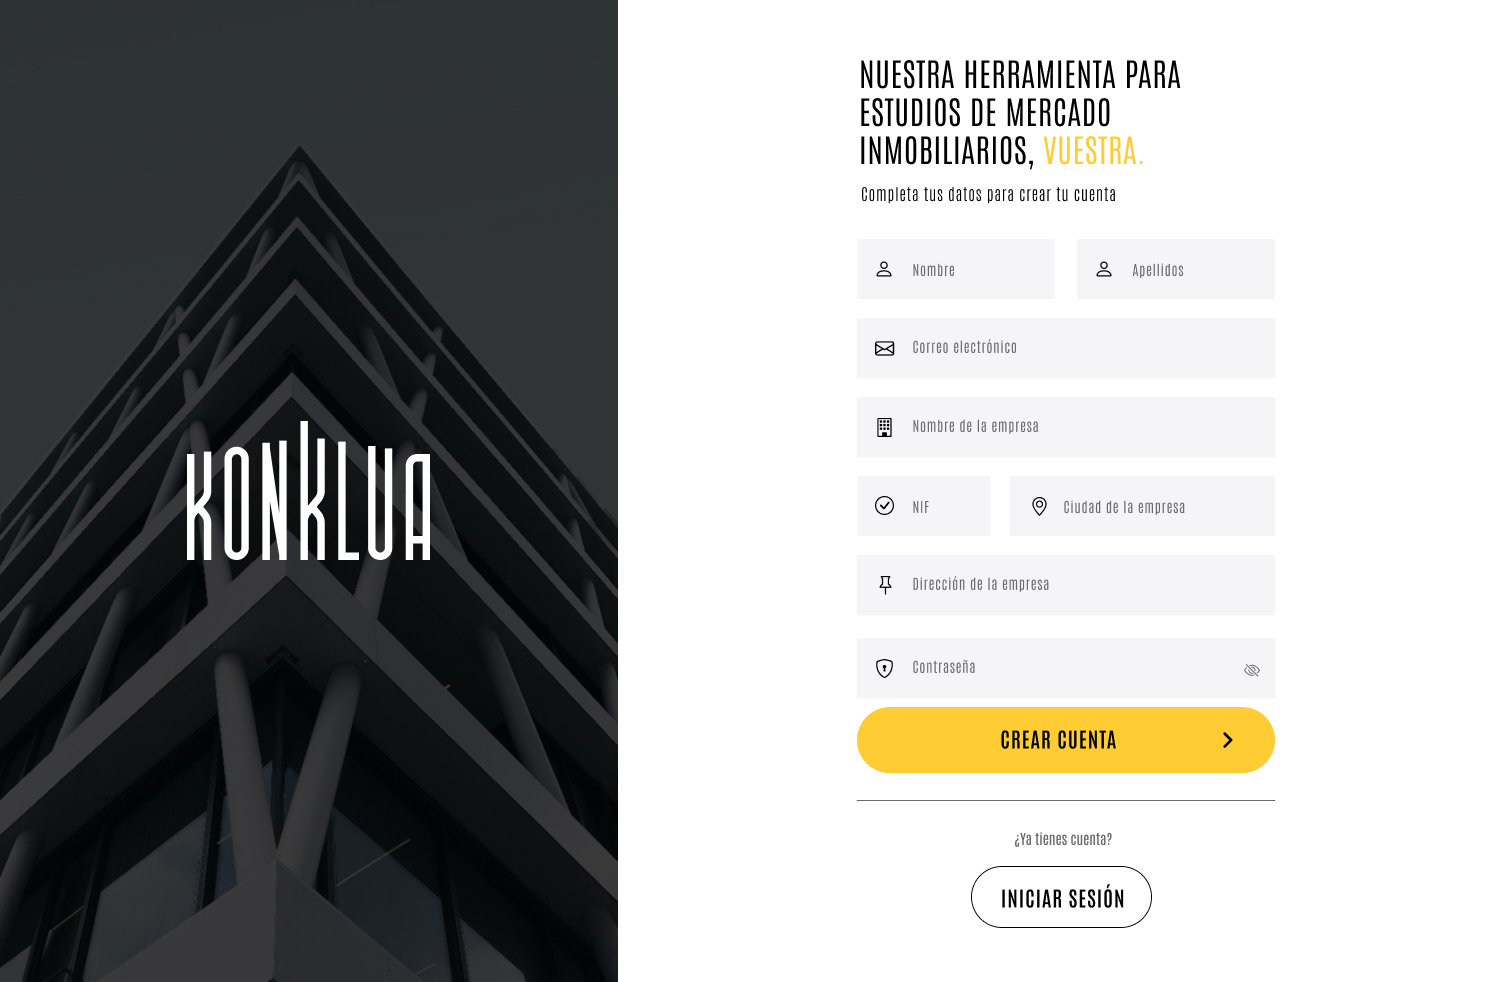 KONKLUA
NUESTRA HERRAMIENTA PARA
ESTUDIOS DE MERCADO
INMOBILIARIOS, VUESTRA.
Completa tus datos para crear tu cuenta
Nombre
Apellidos
Correo electrónico
Nombre de la empresa
NIF
Ciudad de la empresa
Dirección de la empresa
Contraseña
CREAR CUENTA
¿Ya tienes cuenta?
INICIAR SESIÓN